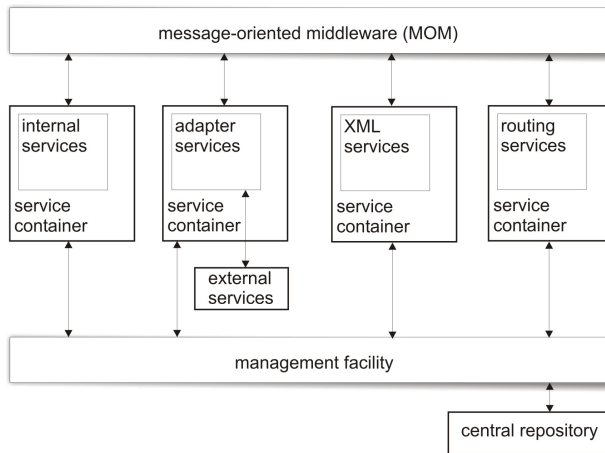 message-oriented middleware (MOM)
internal
services
service
container
adapter
services
service
container
XML
services
service
container
routing
services
service
container
external
services
management facility
central repository